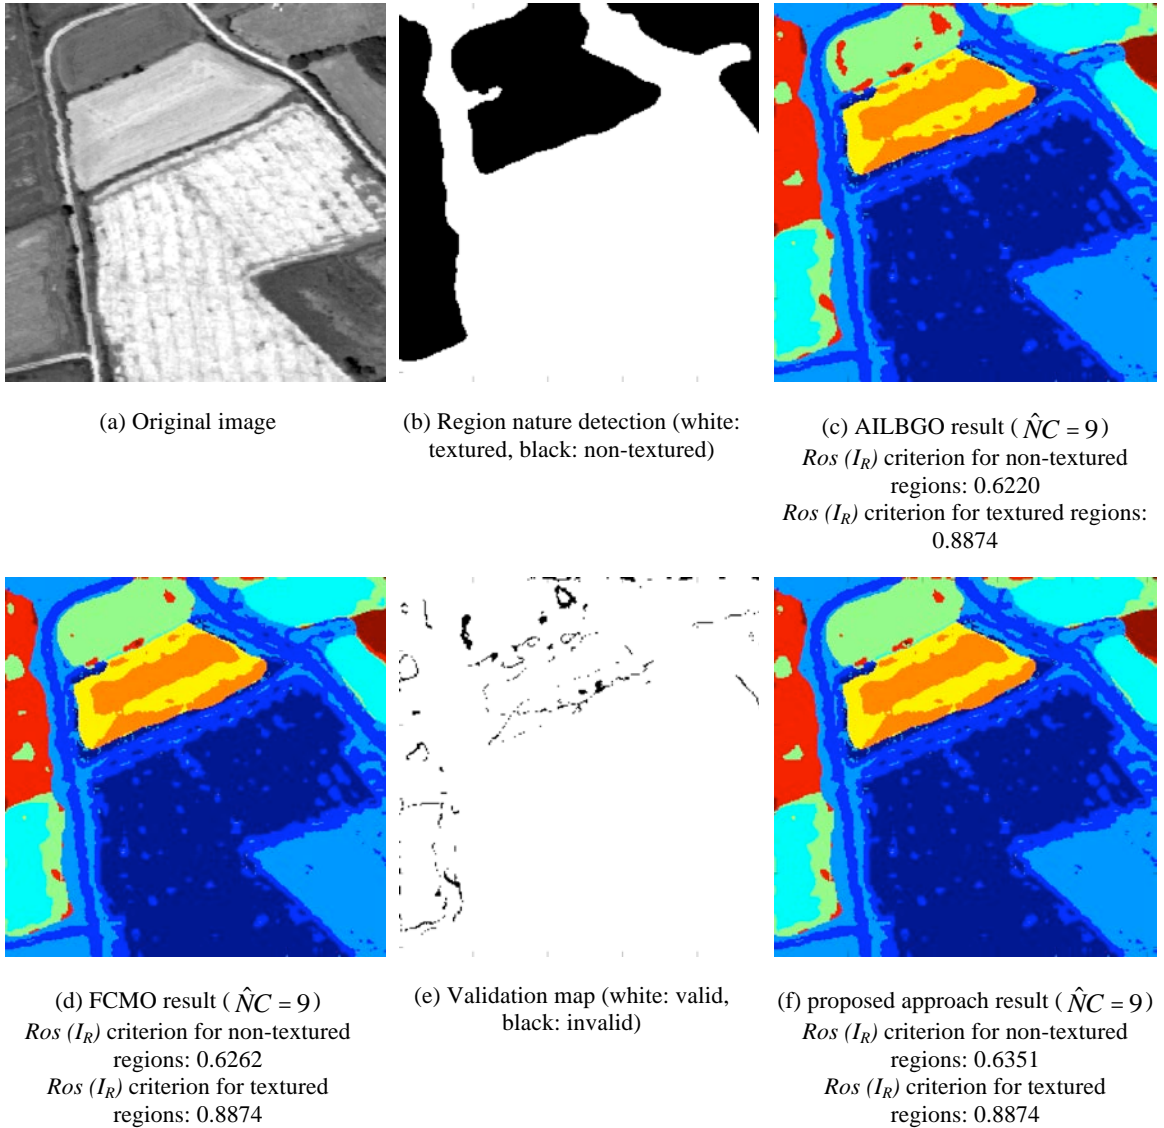 (a) Original image
(b) Region nature detection (white:
textured, black: non-textured)
(c) AILBGO result ( N̂C = 9 )
Ros (I_R) criterion for non-textured
regions: 0.6220
Ros (I_R) criterion for textured regions:
0.8874
(d) FCMO result ( N̂C = 9 )
Ros (I_R) criterion for non-textured
regions: 0.6262
Ros (I_R) criterion for textured
regions: 0.8874
(e) Validation map (white: valid,
black: invalid)
(f) proposed approach result ( N̂C = 9 )
Ros (I_R) criterion for non-textured
regions: 0.6351
Ros (I_R) criterion for textured
regions: 0.8874